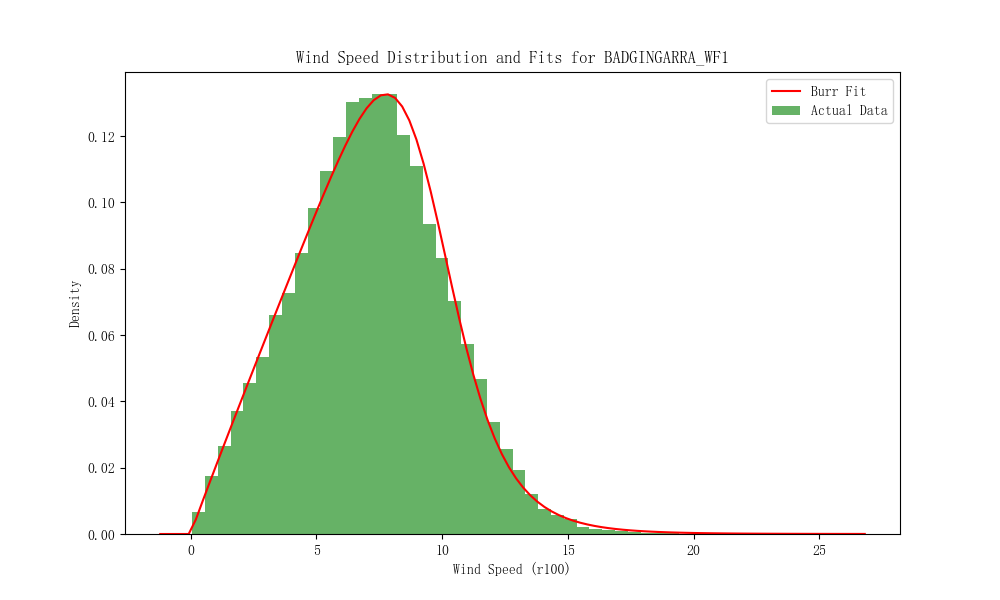 Wind Speed Distribution and Fits for BADGINGARRA_WF1
Burr Fit
Actual Data
Density
0.12
0.10
0.08
0.06
0.04
0.02
0.00
0 5 10 15 20 25
Wind Speed (r100)